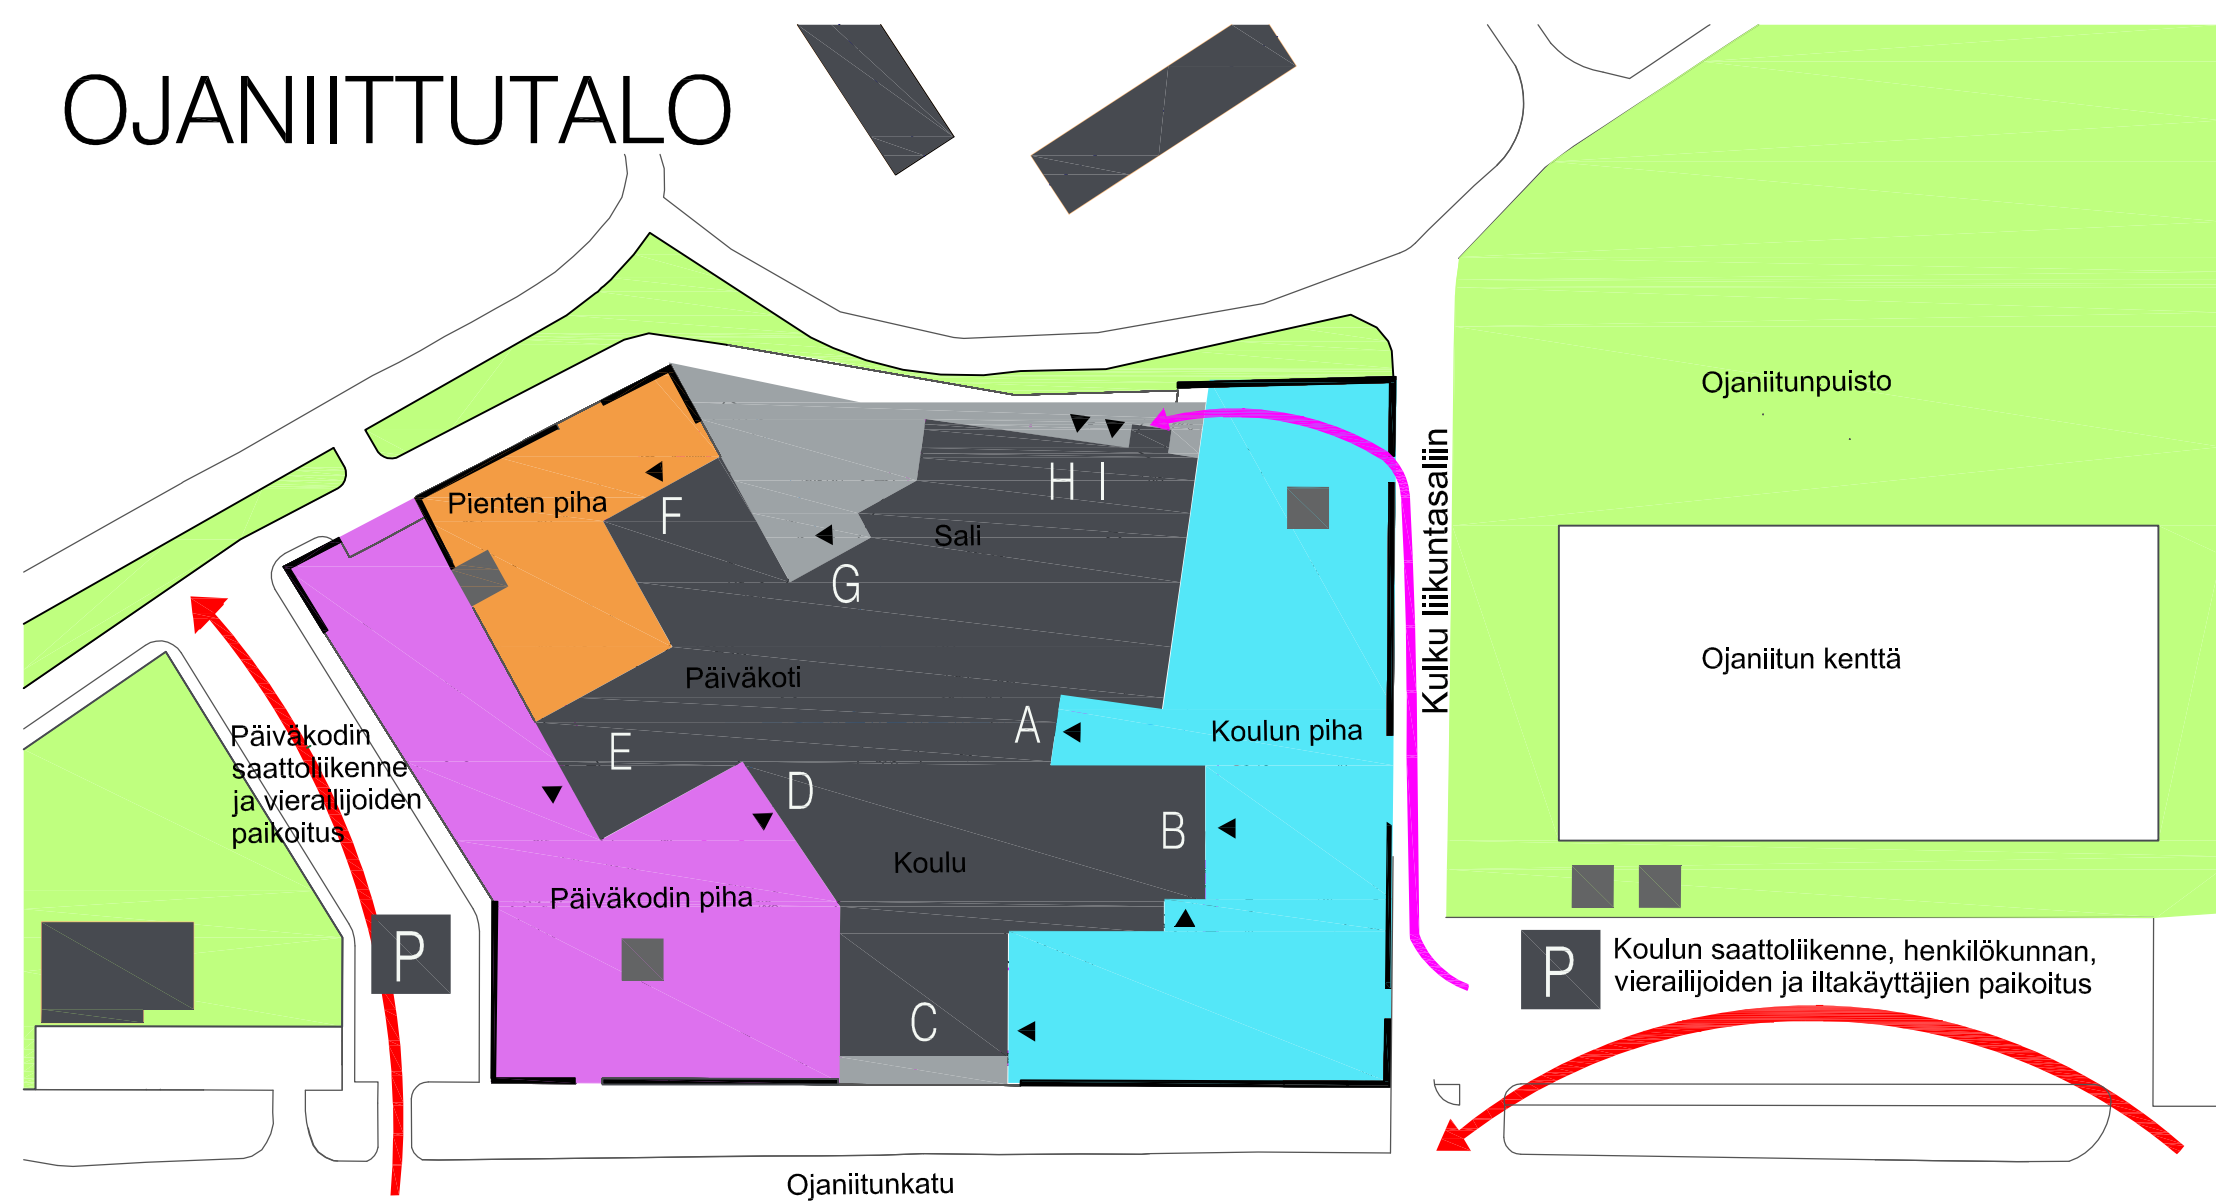 OJANIITTUTALO
Ojaniitunpuisto
Kulku liikuntasaliin
H I
Pienten piha
F
Sali
G
Ojaniitun kenttä
Päiväkoti
A
Koulun piha
E
Päiväkodin
saattoliikenne
ja vierailijoiden
paikoitus
D
B
Koulu
Päiväkodin piha
P
P
Koulun saattoliikenne, henkilökunnan,
vierailijoiden ja iltakäyttäjien paikoitus
C
Ojaniitunkatu